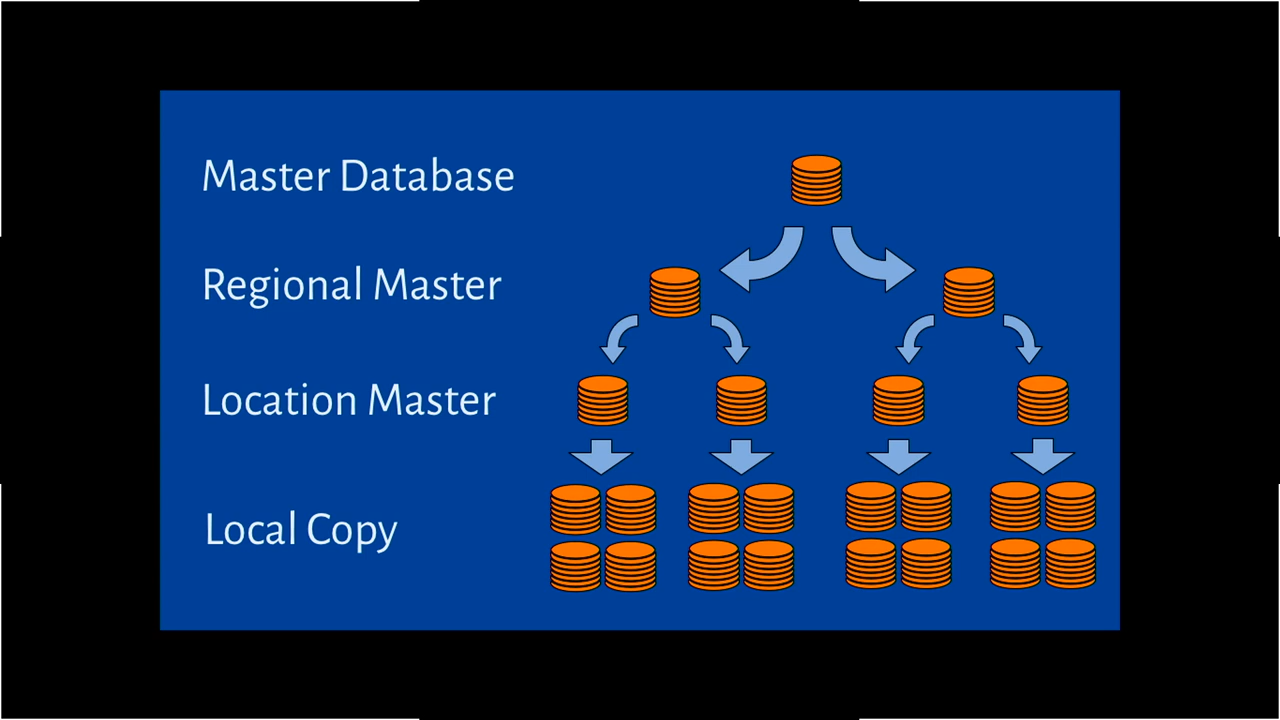 Master Database
Regional Master
Location Master
Local Copy